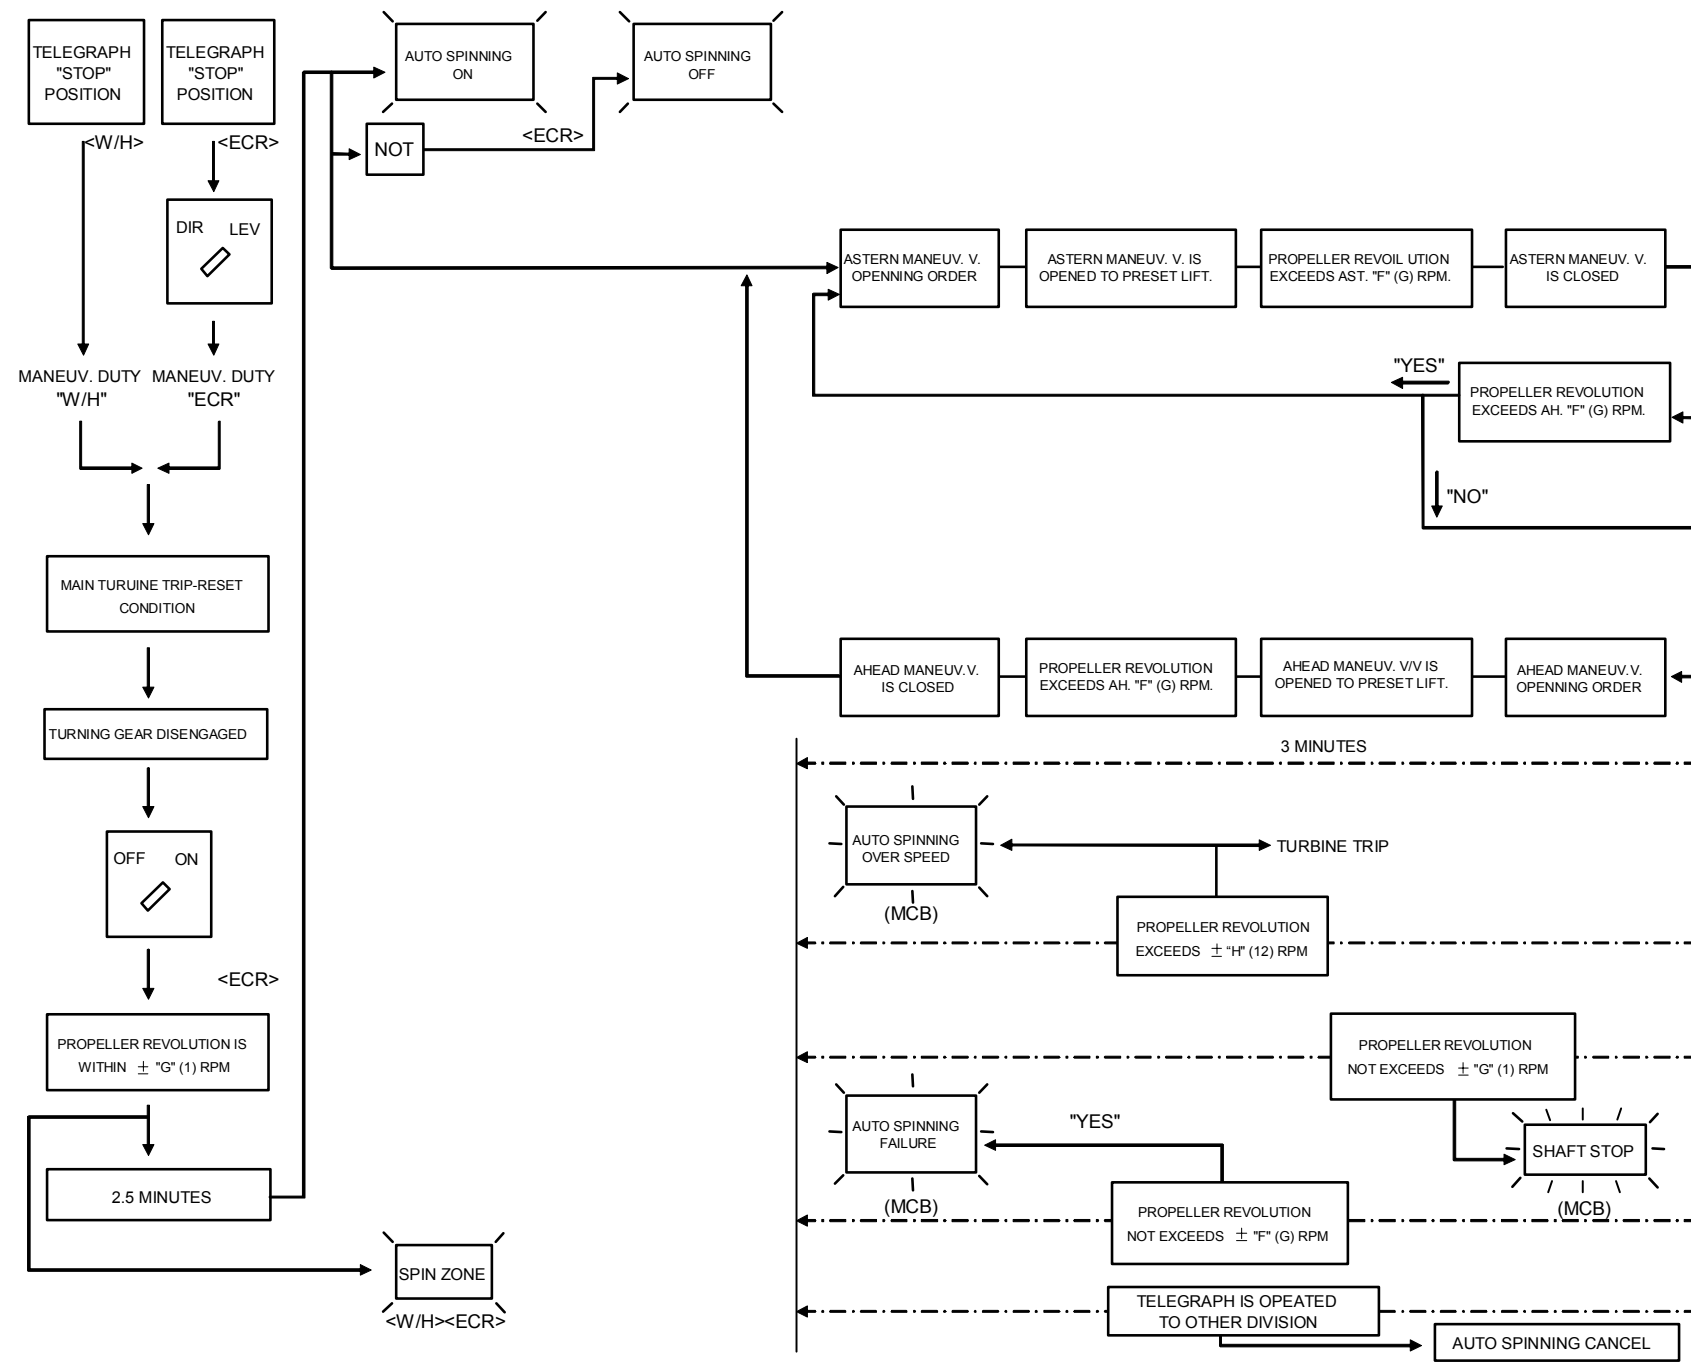 TELEGRAPH
"STOP"
POSITION
TELEGRAPH
"STOP"
POSITION
<W/H>
<ECR>
DIR LEV
MANEUV. DUTY
"W/H"
MANEUV. DUTY
"ECR"
MAIN TURUINE TRIP-RESET
CONDITION
TURNING GEAR DISENGAGED
OFF ON
<ECR>
PROPELLER REVOLUTION IS
WITHIN ± "G" (1) RPM
2.5 MINUTES
SPIN ZONE
<W/H><ECR>
AUTO SPINNING
ON
NOT
<ECR>
AUTO SPINNING
OFF
ASTERN MANEUV. V.
OPENNING ORDER
ASTERN MANEUV. V. IS
OPENED TO PRESET LIFT.
PROPELLER REVOIL UTION
EXCEEDS AST. "F" (G) RPM.
ASTERN MANEUV. V.
IS CLOSED
"YES"
PROPELLER REVOLUTION
EXCEEDS AH. "F" (G) RPM.
"NO"
AHEAD MANEUV.V.
IS CLOSED
PROPELLER REVOLUTION
EXCEEDS AH. "F" (G) RPM.
AHEAD MANEUV. V/V IS
OPENED TO PRESET LIFT.
AHEAD MANEUV.V.
OPENNING ORDER
3 MINUTES
AUTO SPINNING
OVER SPEED
(MCB)
TURBINE TRIP
PROPELLER REVOLUTION
EXCEEDS ± “H" (12) RPM
PROPELLER REVOLUTION
NOT EXCEEDS ± "G" (1) RPM
AUTO SPINNING
FAILURE
(MCB)
"YES"
SHAFT STOP
(MCB)
PROPELLER REVOLUTION
NOT EXCEEDS ± "F" (G) RPM
TELEGRAPH IS OPEATED
TO OTHER DIVISION
AUTO SPINNING CANCEL